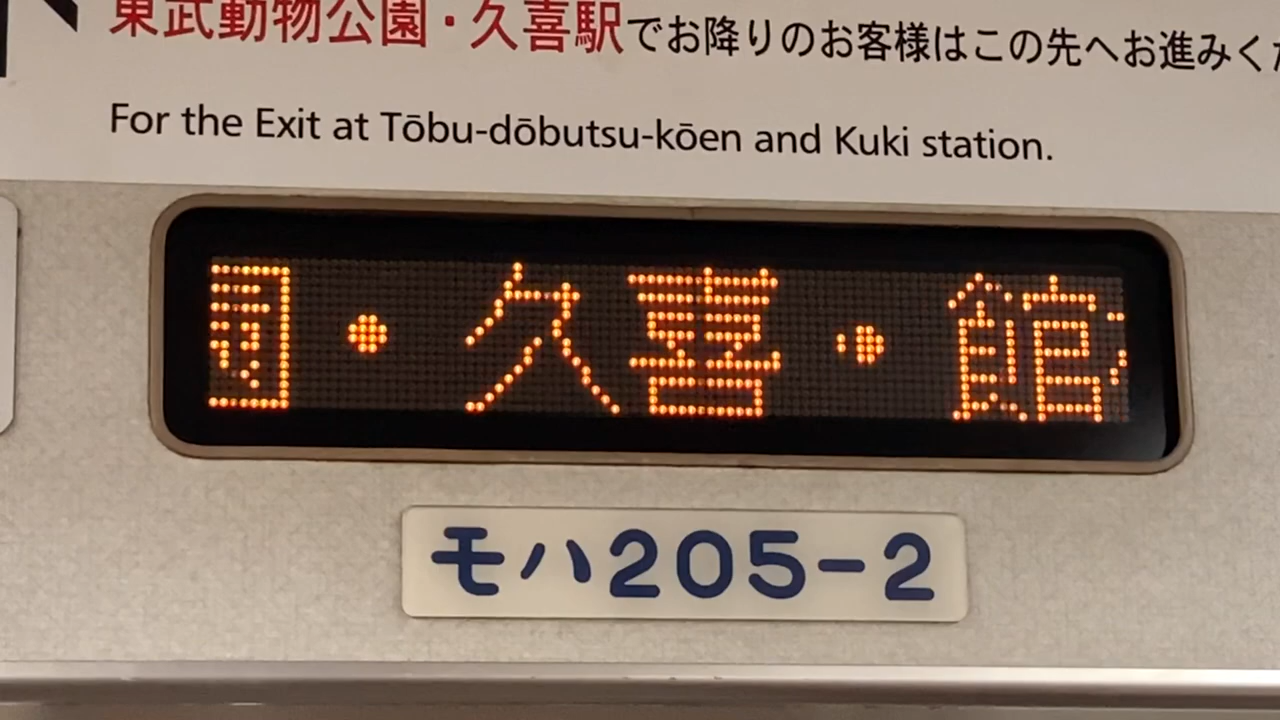 東武動物公園・久喜駅でお降りのお客様はこの先へお進みく
For the Exit at Tōbu-dōbutsu-kōen and Kuki station.
園・久喜・館
モハ205-2